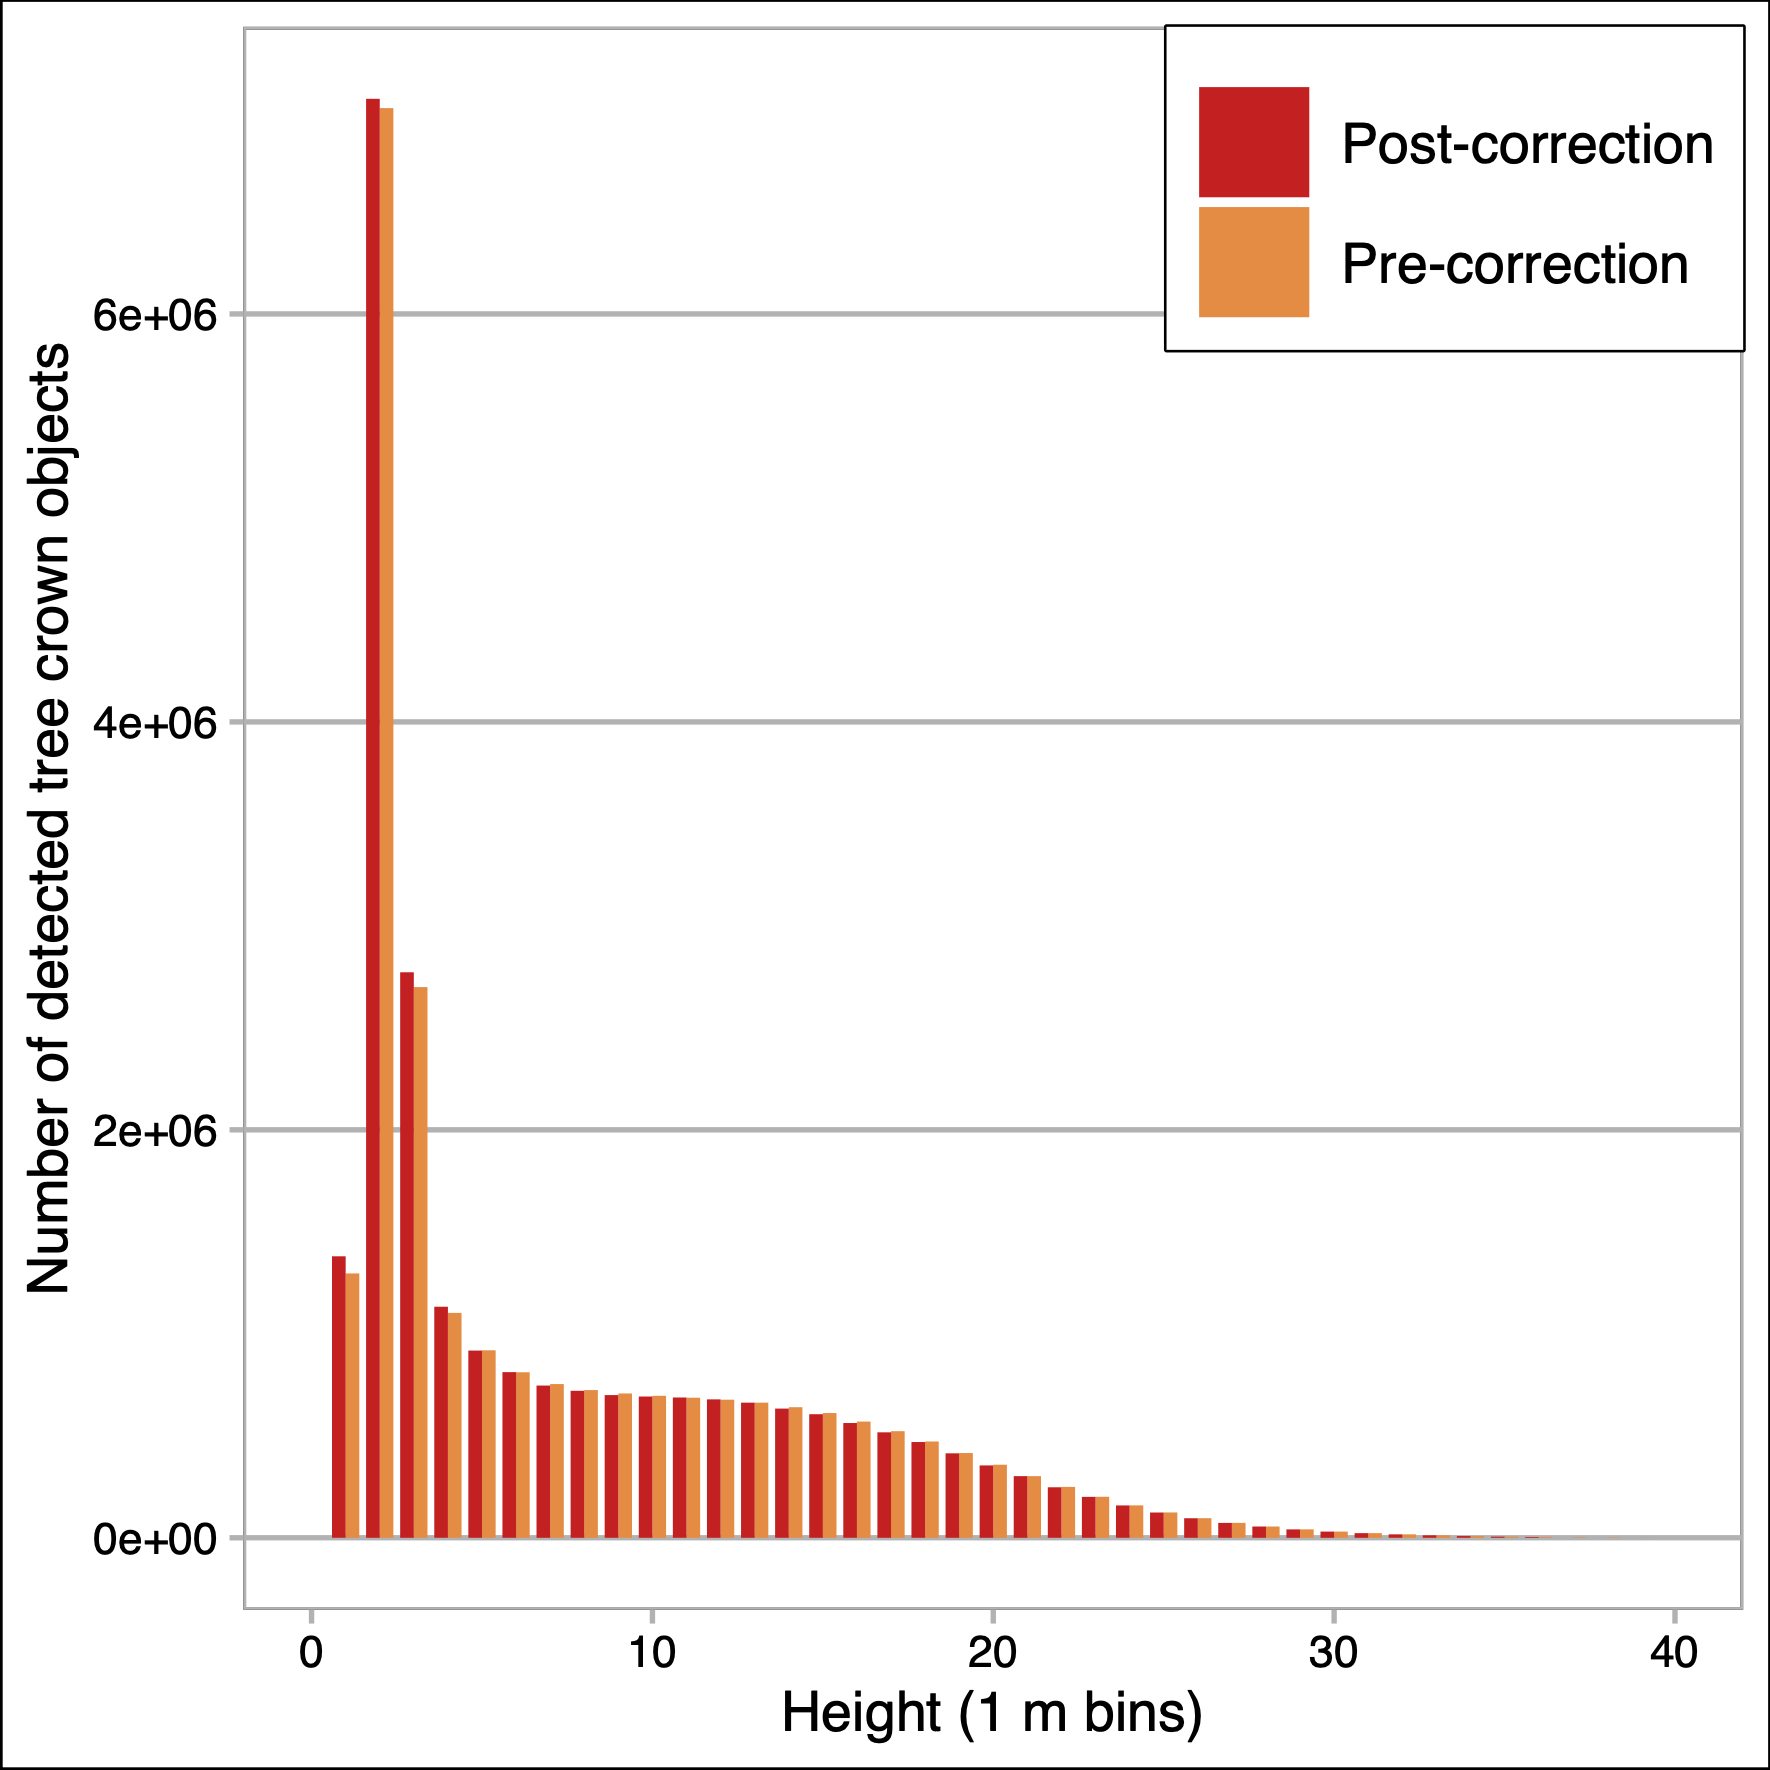 Post-correction
Pre-correction
Number of detected tree crown objects
6e+06
4e+06
2e+06
0e+00
0 10 20 30 40
Height (1 m bins)